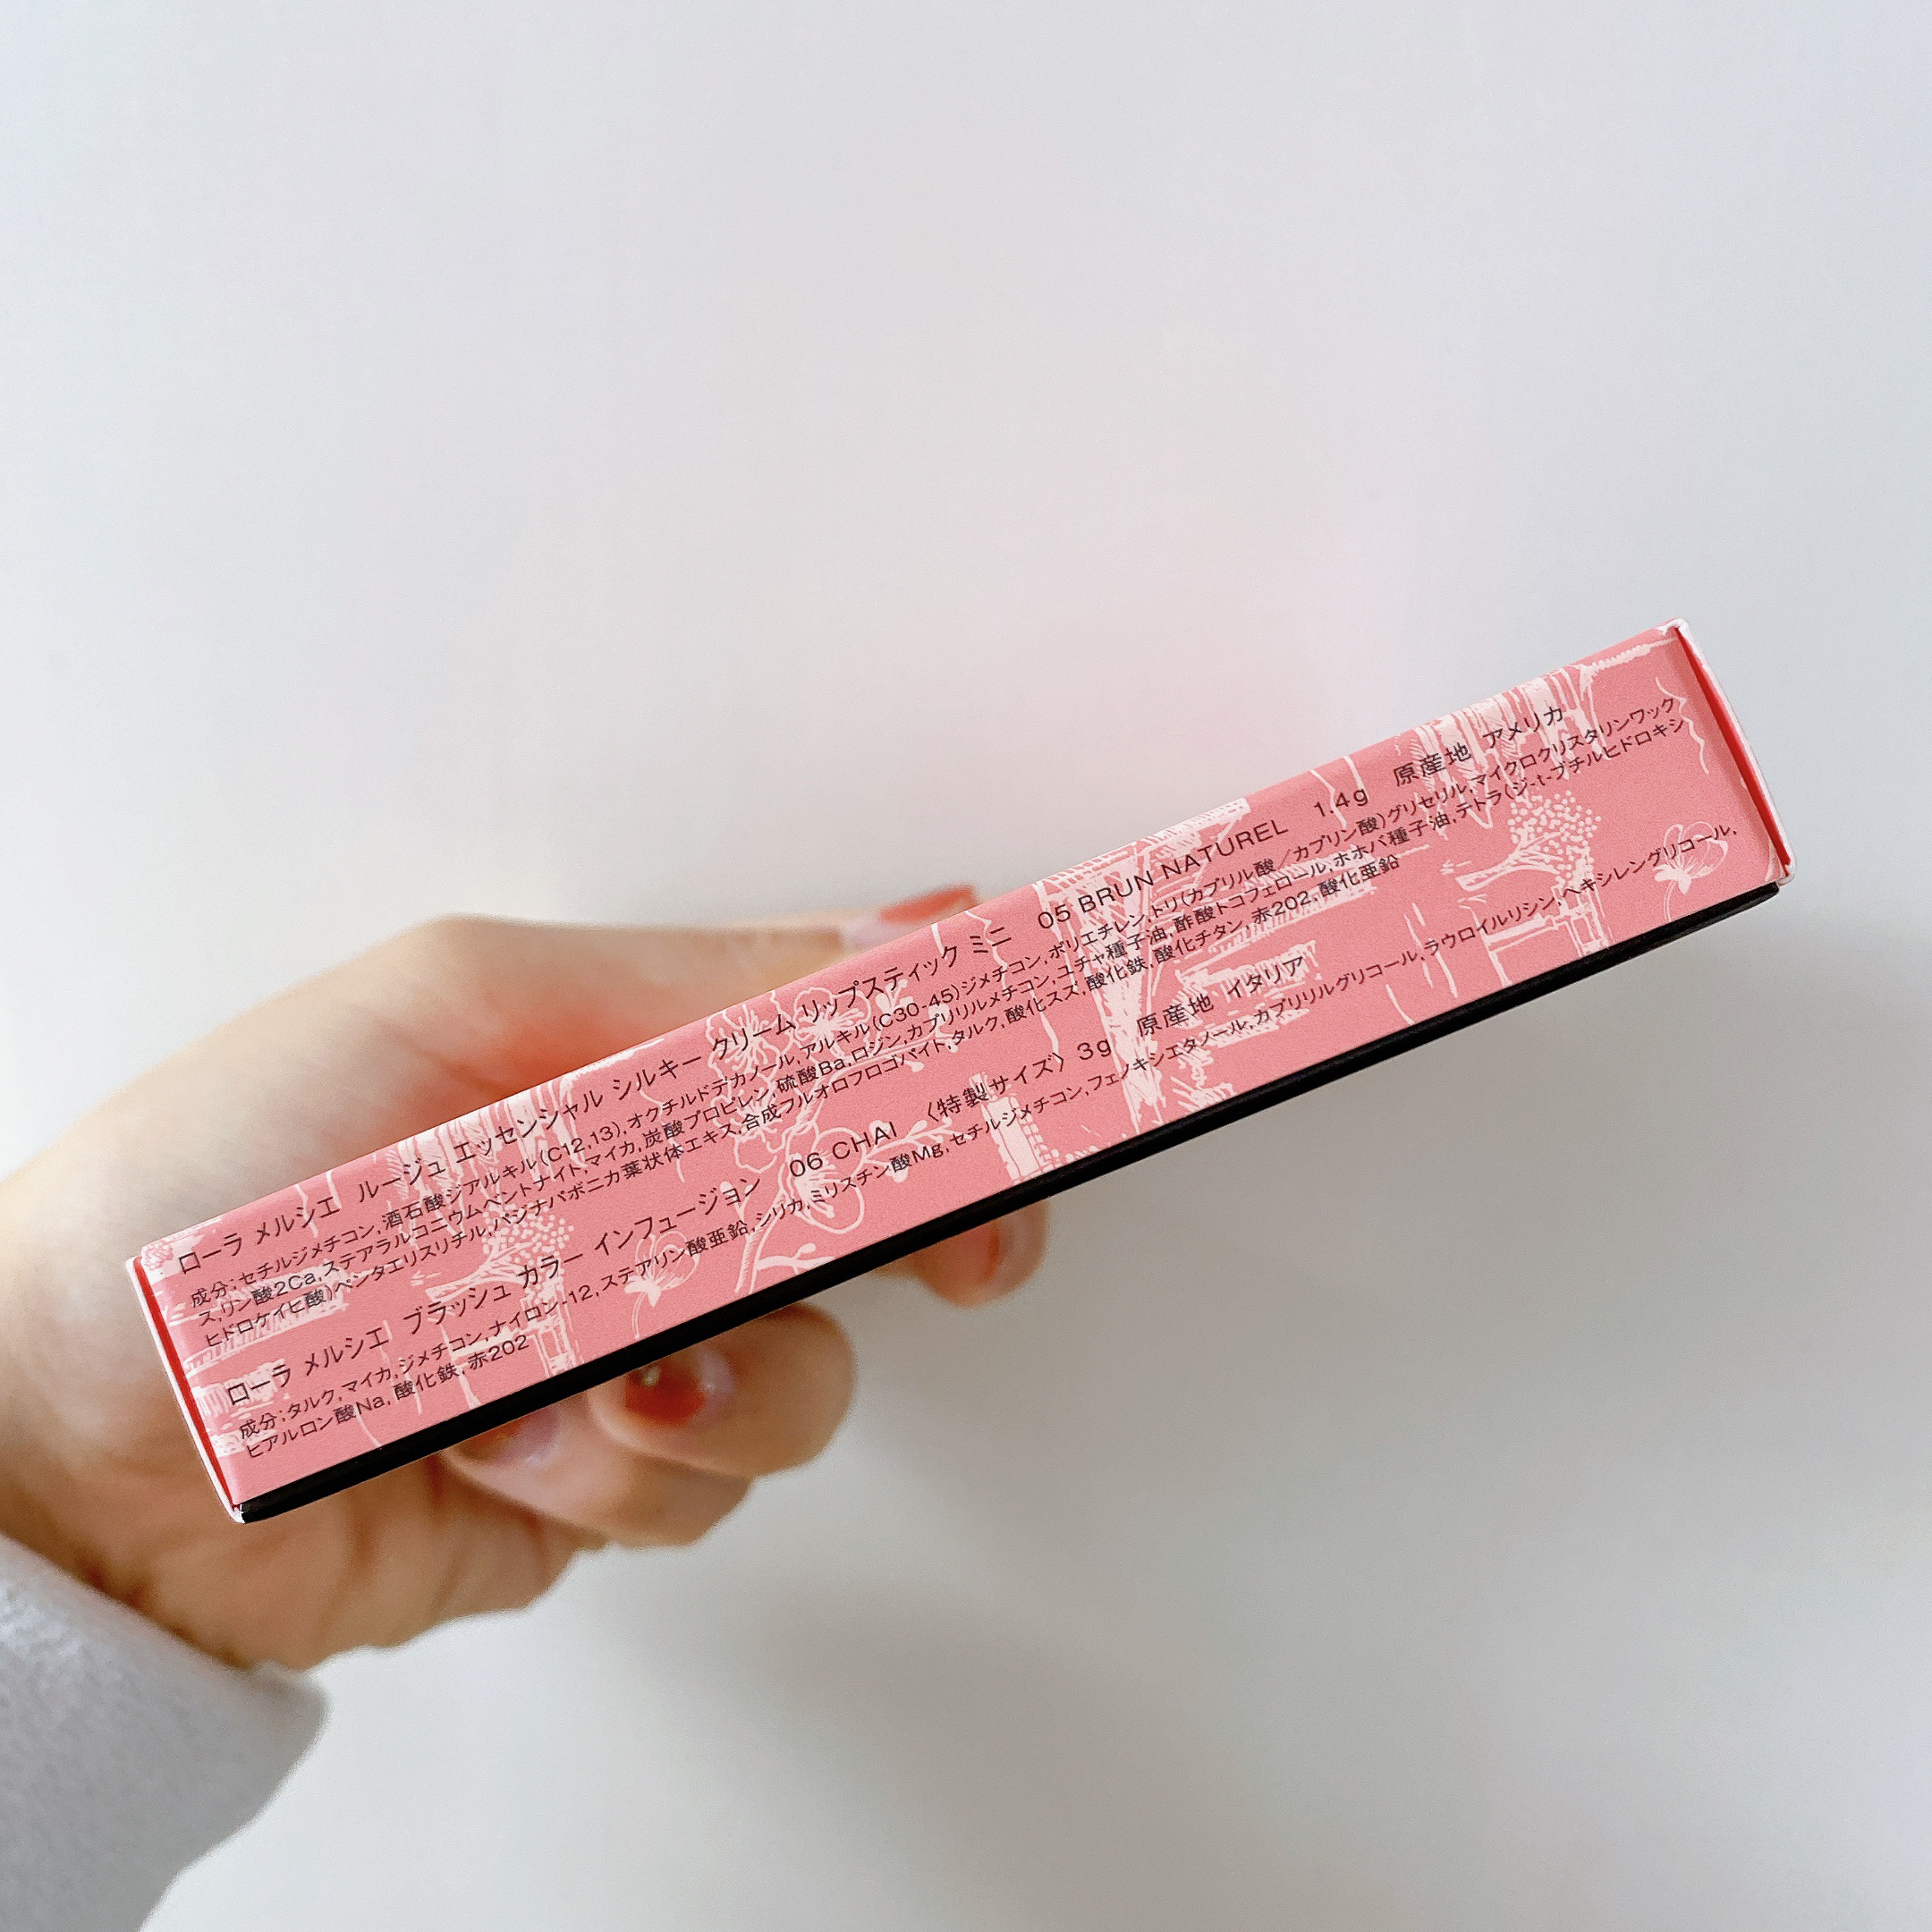 ローラ メルシエ ルージュ エッセンシャル シルキー クリーム リップスティック ミニ 05 BRUN NATUREL 1.4g 原産地 アメリカ
成分;セチルジメチコン,酒石酸ジアルキル(C12,13),オクチルドデカノール,アルキル(C30-45)ジメチコン,ポリエチレン,トリ(カプリル酸/カプリン酸)グリセリル,マイクロクリスタリンワック
ス,リン酸2Ca,ステアラルコニウムベントナイト,マイカ,炭酸プロピレン,硫酸Ba,ロジン,カプリリルメチコン,ユチャ種子油,酢酸トコフェロール,ホホバ種子油,テトラ(ジ-t-ブチルヒドロキシ
ヒドロケイヒ酸)ペンタエリスリチル,パジナパボニカ葉状体エキス,合成フルオロフロゴパイト,タルク,酸化スズ,酸化鉄,酸化チタン,赤202,酸化亜鉛
ローラ メルシエ ブラッシュ カラー インフュージョン 06 CHAI 〈特製サイズ〉 3g 原産地 イタリア
成分;タルク,マイカ,ジメチコン,ナイロン-12,ステアリン酸亜鉛,シリカ,ミリスチン酸Mg,セチルジメチコン,フェノキシエタノール,カプリリルグリコール,ラウロイルリシン,ヘキシレングリコール,
ヒアルロン酸Na,酸化鉄,赤202